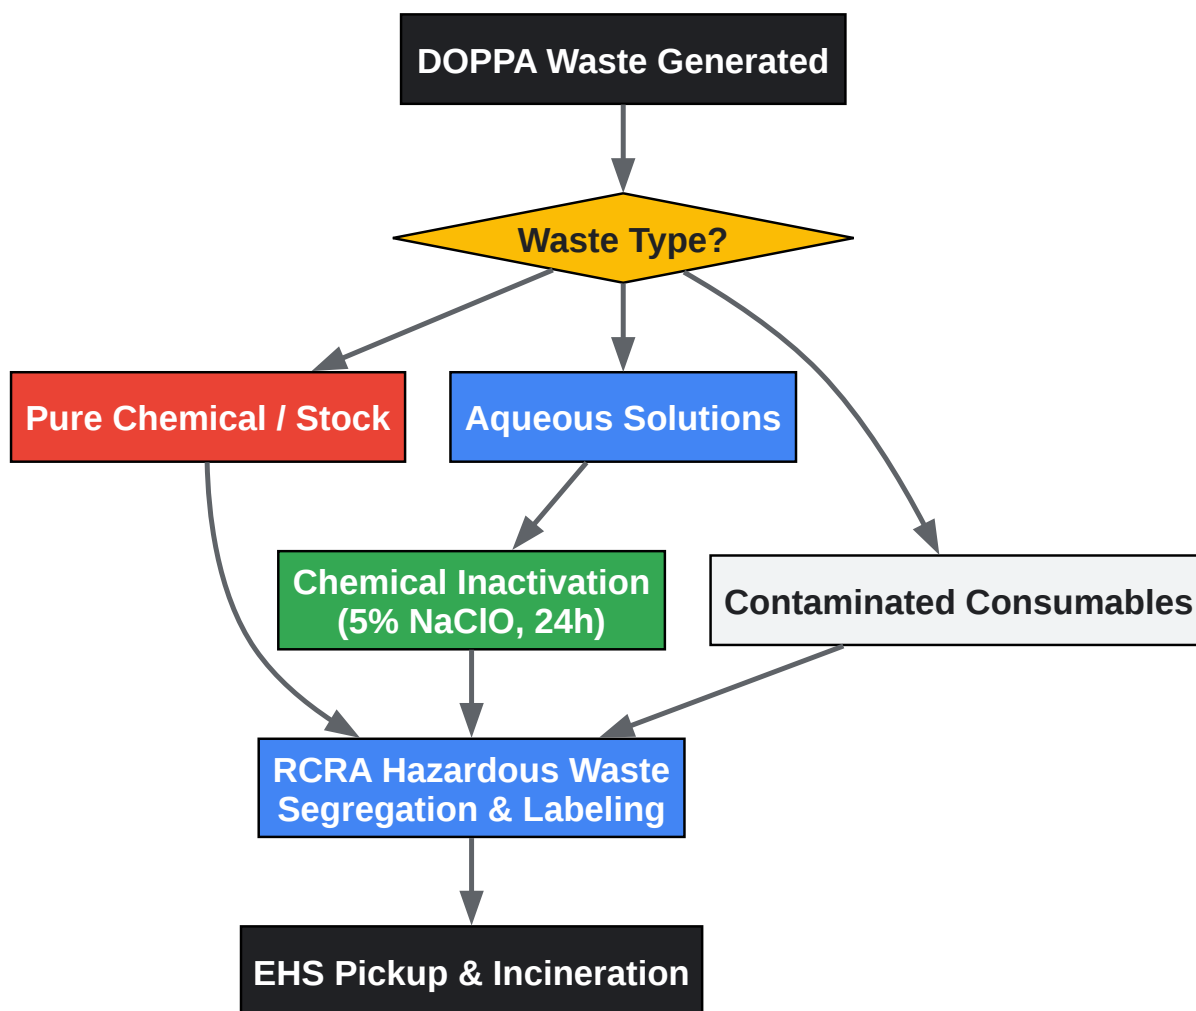 DOPPA Waste Generated
Waste Type?
Pure Chemical / Stock
Aqueous Solutions
Chemical Inactivation
(5% NaClO, 24h)
Contaminated Consumables
RCRA Hazardous Waste
Segregation & Labeling
EHS Pickup & Incineration